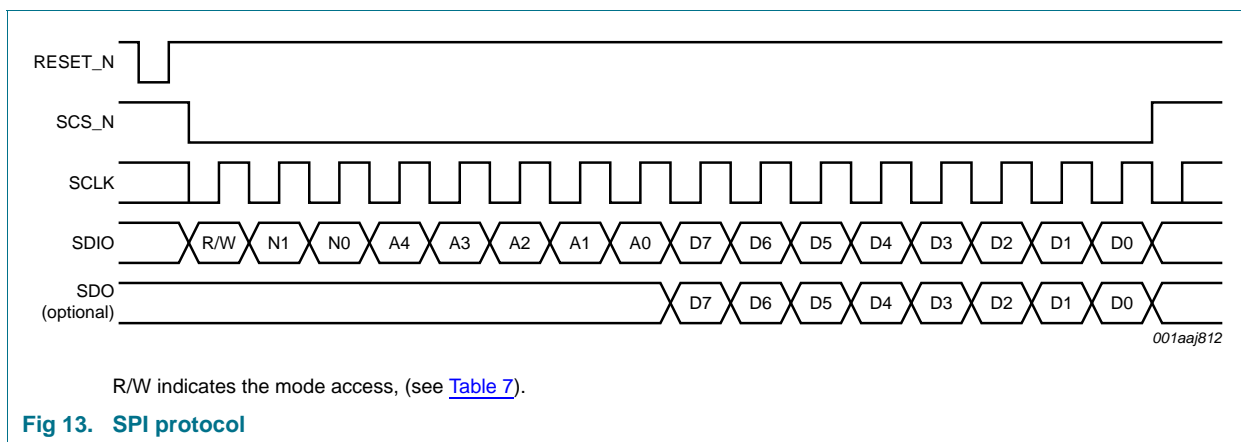 RESET_N
SCS_N
SCLK
SDIO R/W N1 N0 A4 A3 A2 A1 A0 D7 D6 D5 D4 D3 D2 D1 D0
SDO
(optional) D7 D6 D5 D4 D3 D2 D1 D0
001aaj812
R/W indicates the mode access, (see Table 7).
Fig 13. SPI protocol